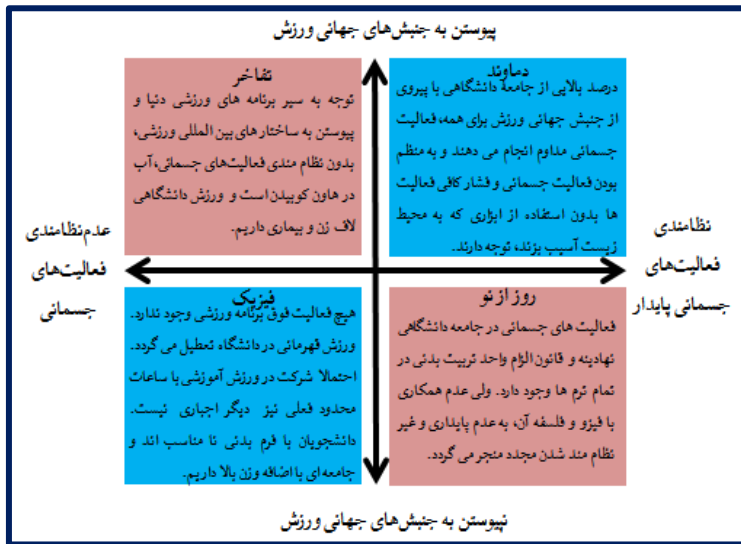 پیوستن به جنبش‌های جهانی ورزش
دماوند
درصد بالایی از جامعه دانشگاهی با پیروی
از جنبش جهانی ورزش برای همه، فعالیت
جسمانی مداوم انجام می دهند و به منظم
بودن فعالیت جسمانی و فشار کافی فعالیت
ها بدون استفاده از ابزاری که به محیط
زیست آسیب بزند، توجه دارند.
تفاخر
توجه به سیر برنامه های ورزشی دنیا و
پیوستن به ساختار های بین المللی ورزشی،
بدون نظام مندی فعالیت‌های جسمانی، آب
در هاون کوبیدن است و ورزش دانشگاهی
لاف زن و بیماری داریم.
نظامندی
فعالیت‌های
جسمانی پایدار
عدم‌نظامندی
فعالیت‌های
جسمانی
روز از نو
فعالیت های جسمانی در جامعه دانشگاهی
نهادینه و قانون الزام واحد تربیت بدنی در
تمام ترم ها وجود دارد. ولی عدم همکاری
با فیزو و فلسفه آن، به عدم پایداری و غیر
نظام مند شدن مجدد منجر می گردد.
فیزیک
هیچ فعالیت فوق برنامه ورزشی وجود ندارد.
ورزش قهرمانی در دانشگاه تعطیل می گردد.
احتمالا شرکت در ورزش آموزشی با ساعات
محدود فعلی نیز دیگر اجباری نیست.
دانشجویان با فرم بدنی نا مناسب اند و
جامعه ای با اضافه وزن بالا داریم.
نپیوستن به جنبش‌های جهانی ورزش